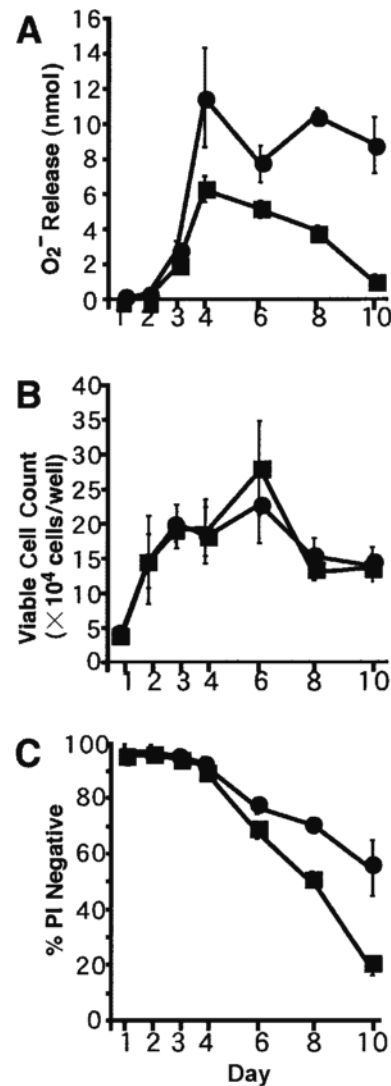 A
O₂⁻ Release (nmol)
16
14
12
10
8
6
4
2
0
1 2 3 4 6 8 10
B
Viable Cell Count
(×10⁴ cells/well)
40
35
30
25
20
15
10
5
0
1 2 3 4 6 8 10
C
% PI Negative
100
80
60
40
20
0
1 2 3 4 6 8 10
Day